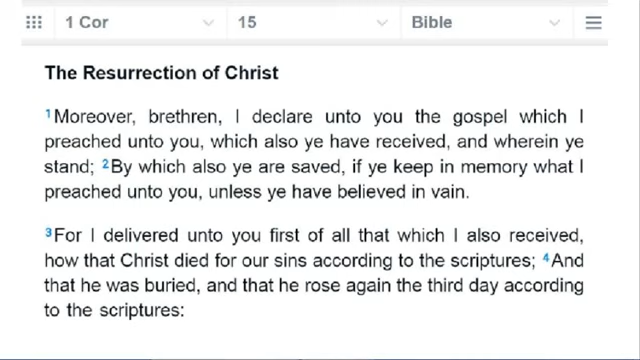 1 Cor 15 Bible
The Resurrection of Christ
1Moreover, brethren, I declare unto you the gospel which I
preached unto you, which also ye have received, and wherein ye
stand; 2By which also ye are saved, if ye keep in memory what I
preached unto you, unless ye have believed in vain.
3For I delivered unto you first of all that which I also received,
how that Christ died for our sins according to the scriptures; 4And
that he was buried, and that he rose again the third day according
to the scriptures: